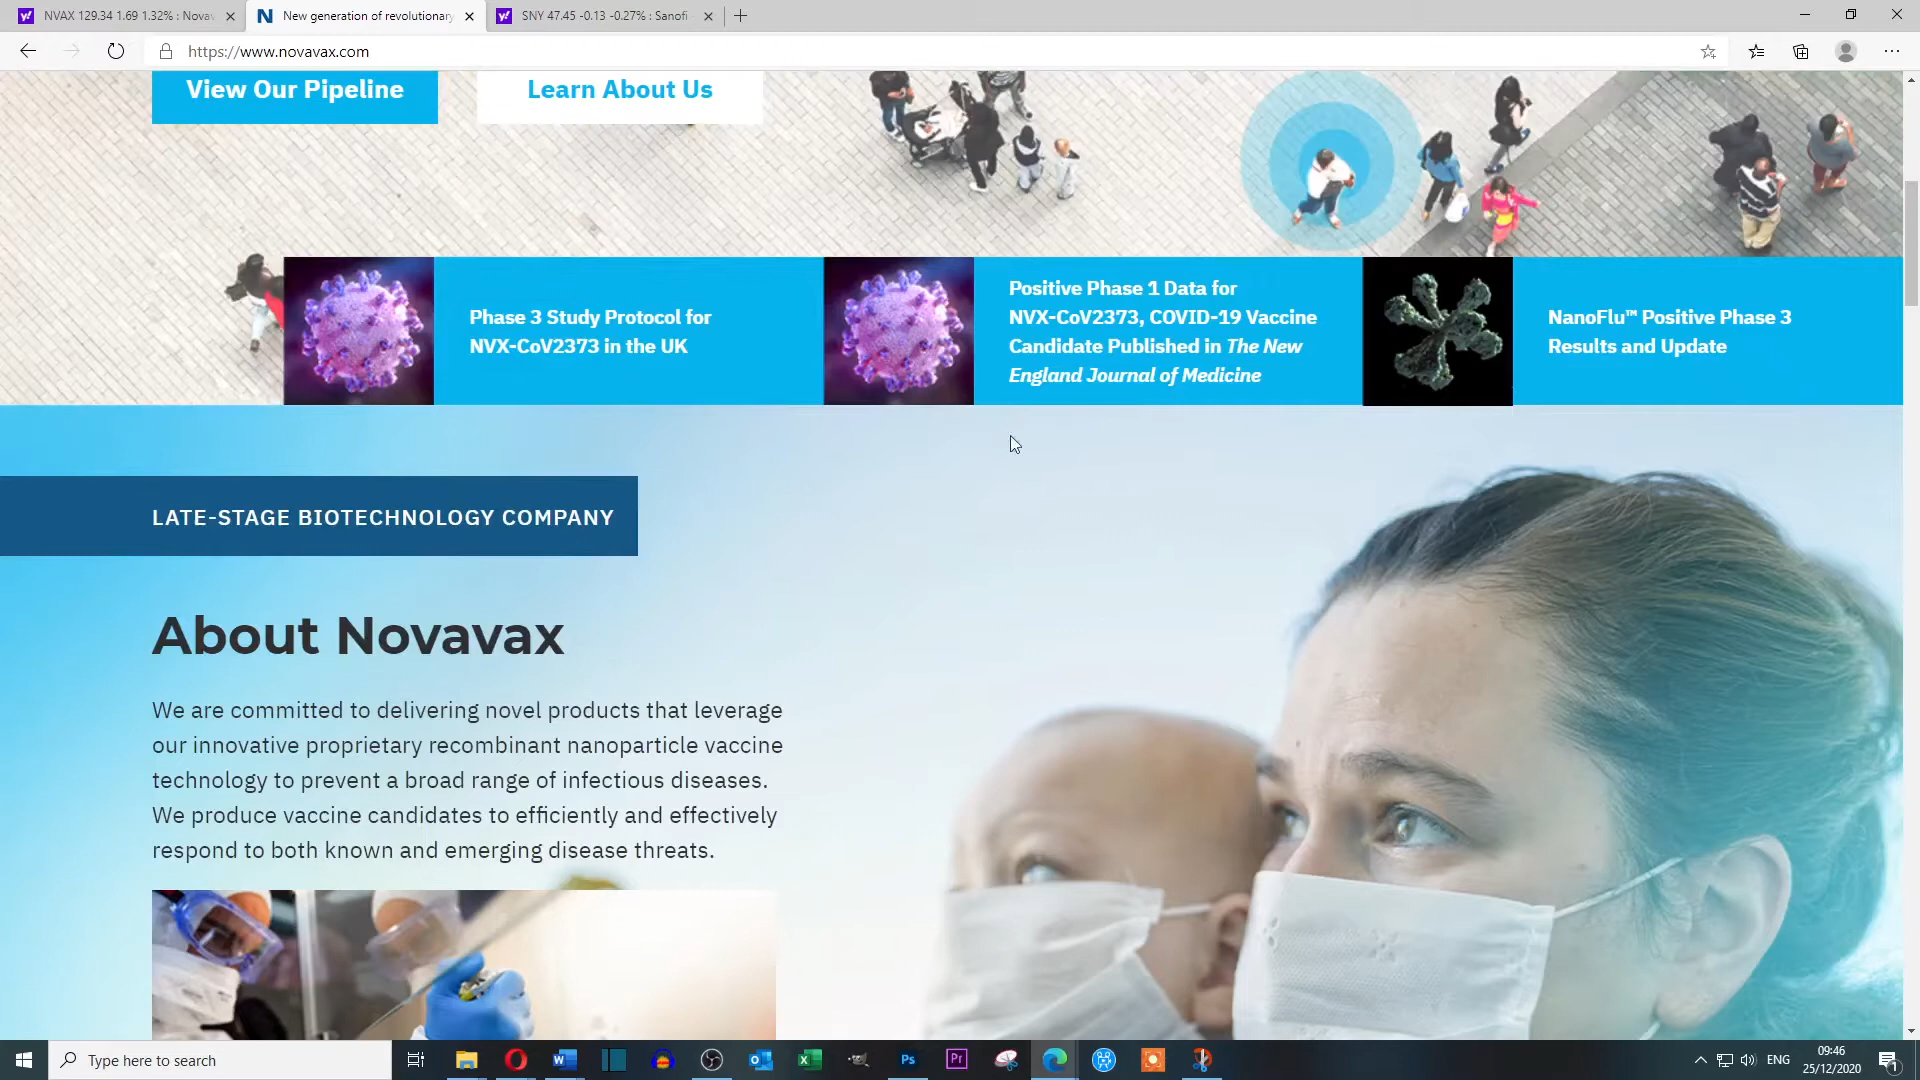 NVAX 129.34 1.69 1.32% : Nova
New generation of revolutionary
SNY 47.45 -0.13 -0.27% : Sanofi
https://www.novavax.com
View Our Pipeline
Learn About Us
Phase 3 Study Protocol for
NVX-CoV2373 in the UK
Positive Phase 1 Data for
NVX-CoV2373, COVID-19 Vaccine
Candidate Published in The New
England Journal of Medicine
NanoFlu™ Positive Phase 3
Results and Update
LATE-STAGE BIOTECHNOLOGY COMPANY
About Novavax
We are committed to delivering novel products that leverage
our innovative proprietary recombinant nanoparticle vaccine
technology to prevent a broad range of infectious diseases.
We produce vaccine candidates to efficiently and effectively
respond to both known and emerging disease threats.
Type here to search
ENG
09:46
25/12/2020